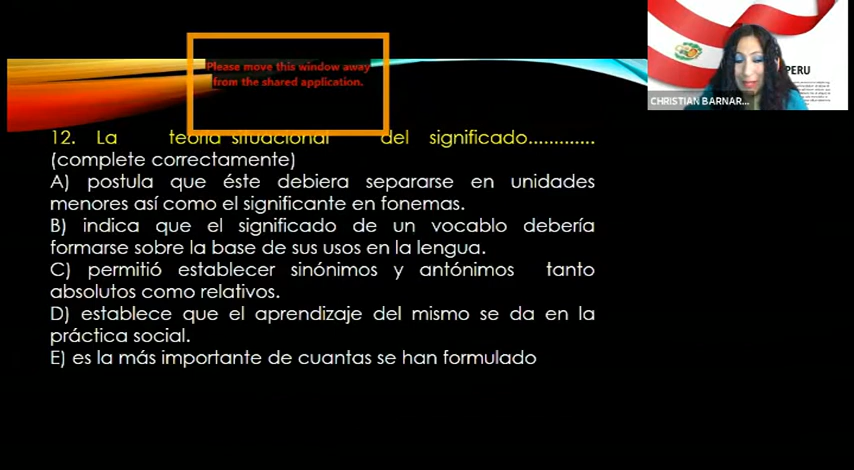 Please move this window away
from the shared application.
PERU
CHRISTIAN BARNAR...
12. La teoría situacional del significado.............
(complete correctamente)
A) postula que éste debiera separarse en unidades
menores así como el significante en fonemas.
B) indica que el significado de un vocablo debería
formarse sobre la base de sus usos en la lengua.
C) permitió establecer sinónimos y antónimos tanto
absolutos como relativos.
D) establece que el aprendizaje del mismo se da en la
práctica social.
E) es la más importante de cuantas se han formulado